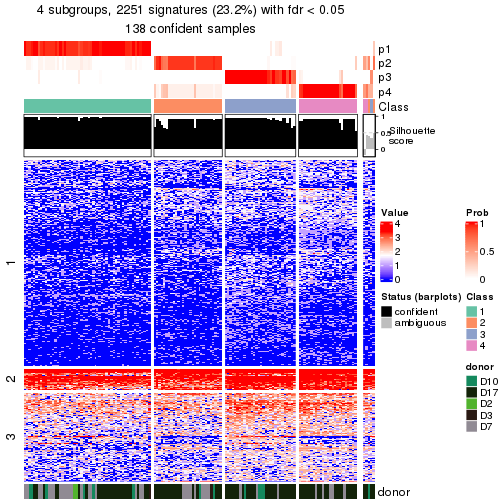 4 subgroups, 2251 signatures (23.2%) with fdr < 0.05
138 confident samples
p1
p2
p3
p4
Class
1
0.5
0
Silhouette
score
1
2
3
donor
Value
4
3
2
1
0
Prob
1
0.5
0
Status (barplots)
confident
ambiguous
Class
1
2
3
4
donor
D10
D17
D2
D3
D7